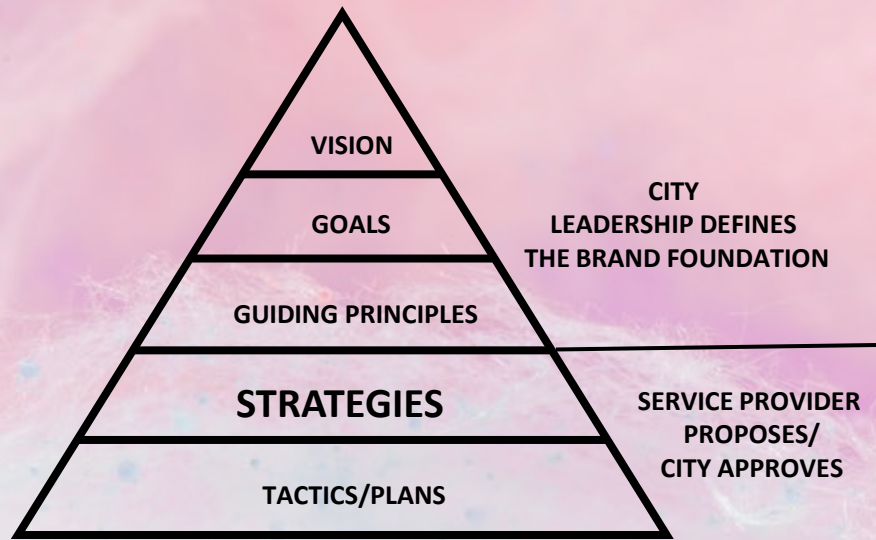 VISION
GOALS
CITY
LEADERSHIP DEFINES
THE BRAND FOUNDATION
GUIDING PRINCIPLES
STRATEGIES
SERVICE PROVIDER
PROPOSES/
CITY APPROVES
TACTICS/PLANS